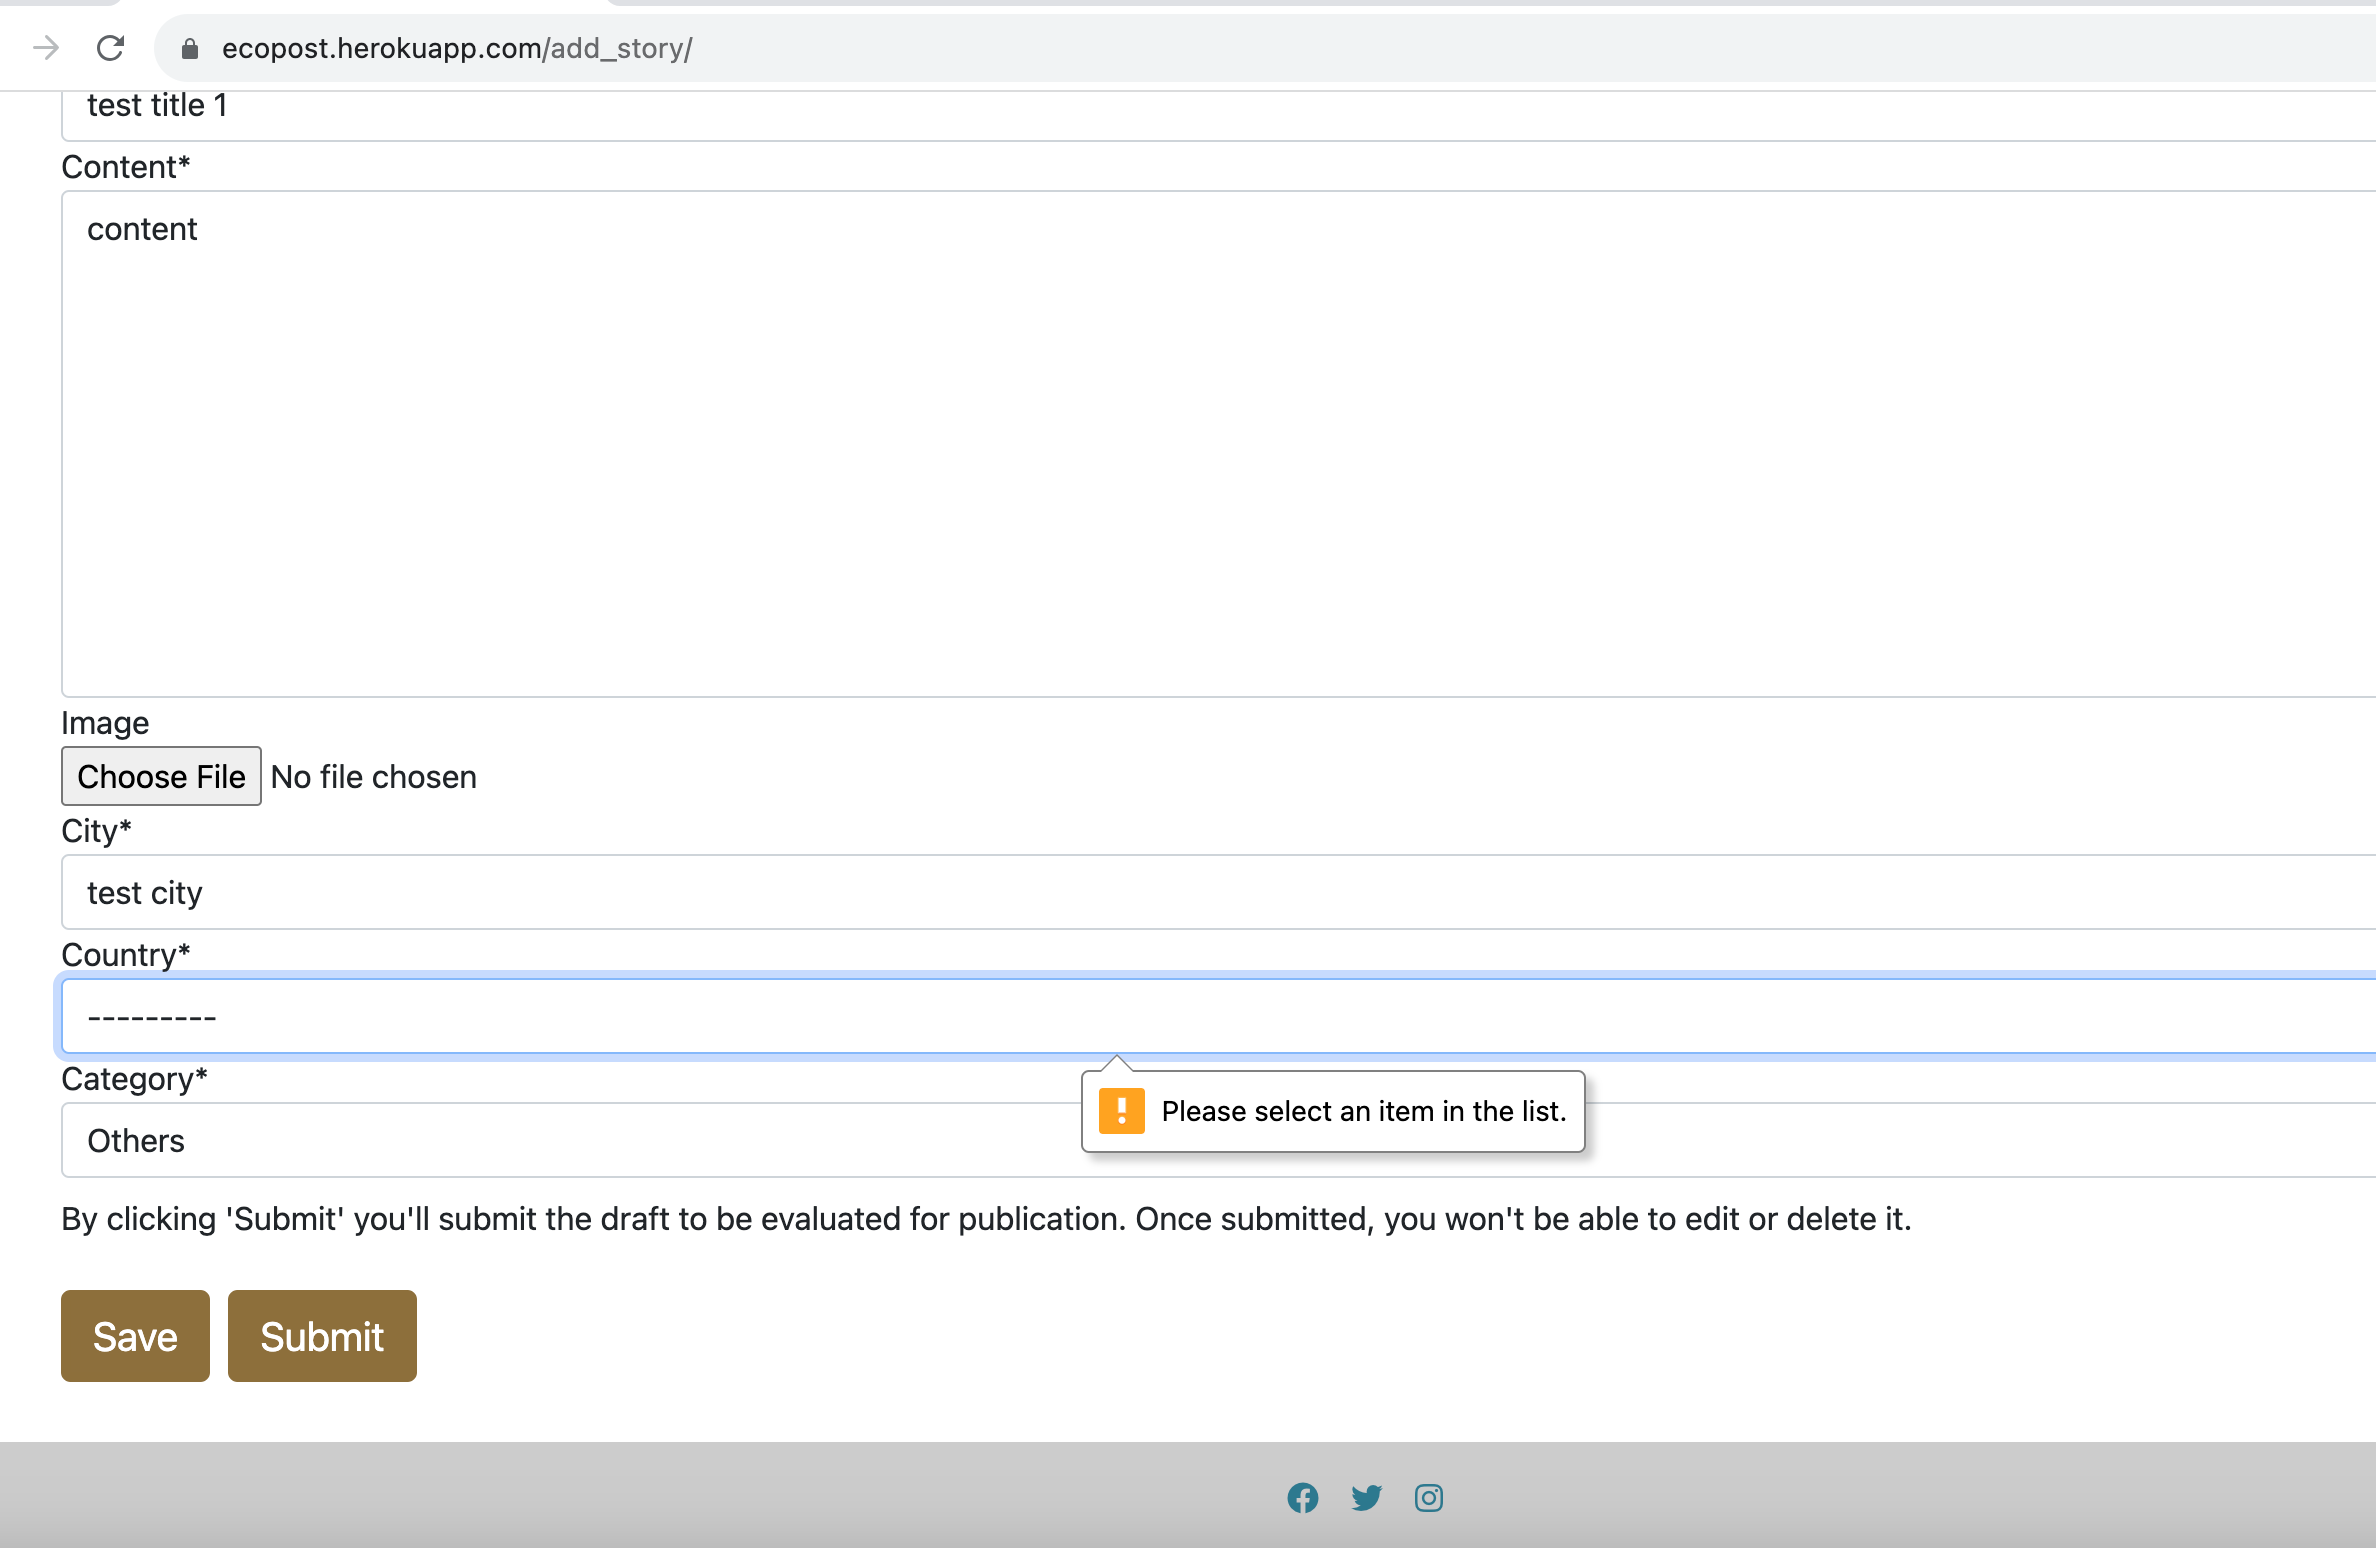 ecopost.herokuapp.com/add_story/
test title 1
Content*
content
Image
Choose File No file chosen
City*
test city
Country*
---------
Category*
Please select an item in the list.
Others
By clicking 'Submit' you'll submit the draft to be evaluated for publication. Once submitted, you won't be able to edit or delete it.
Save Submit